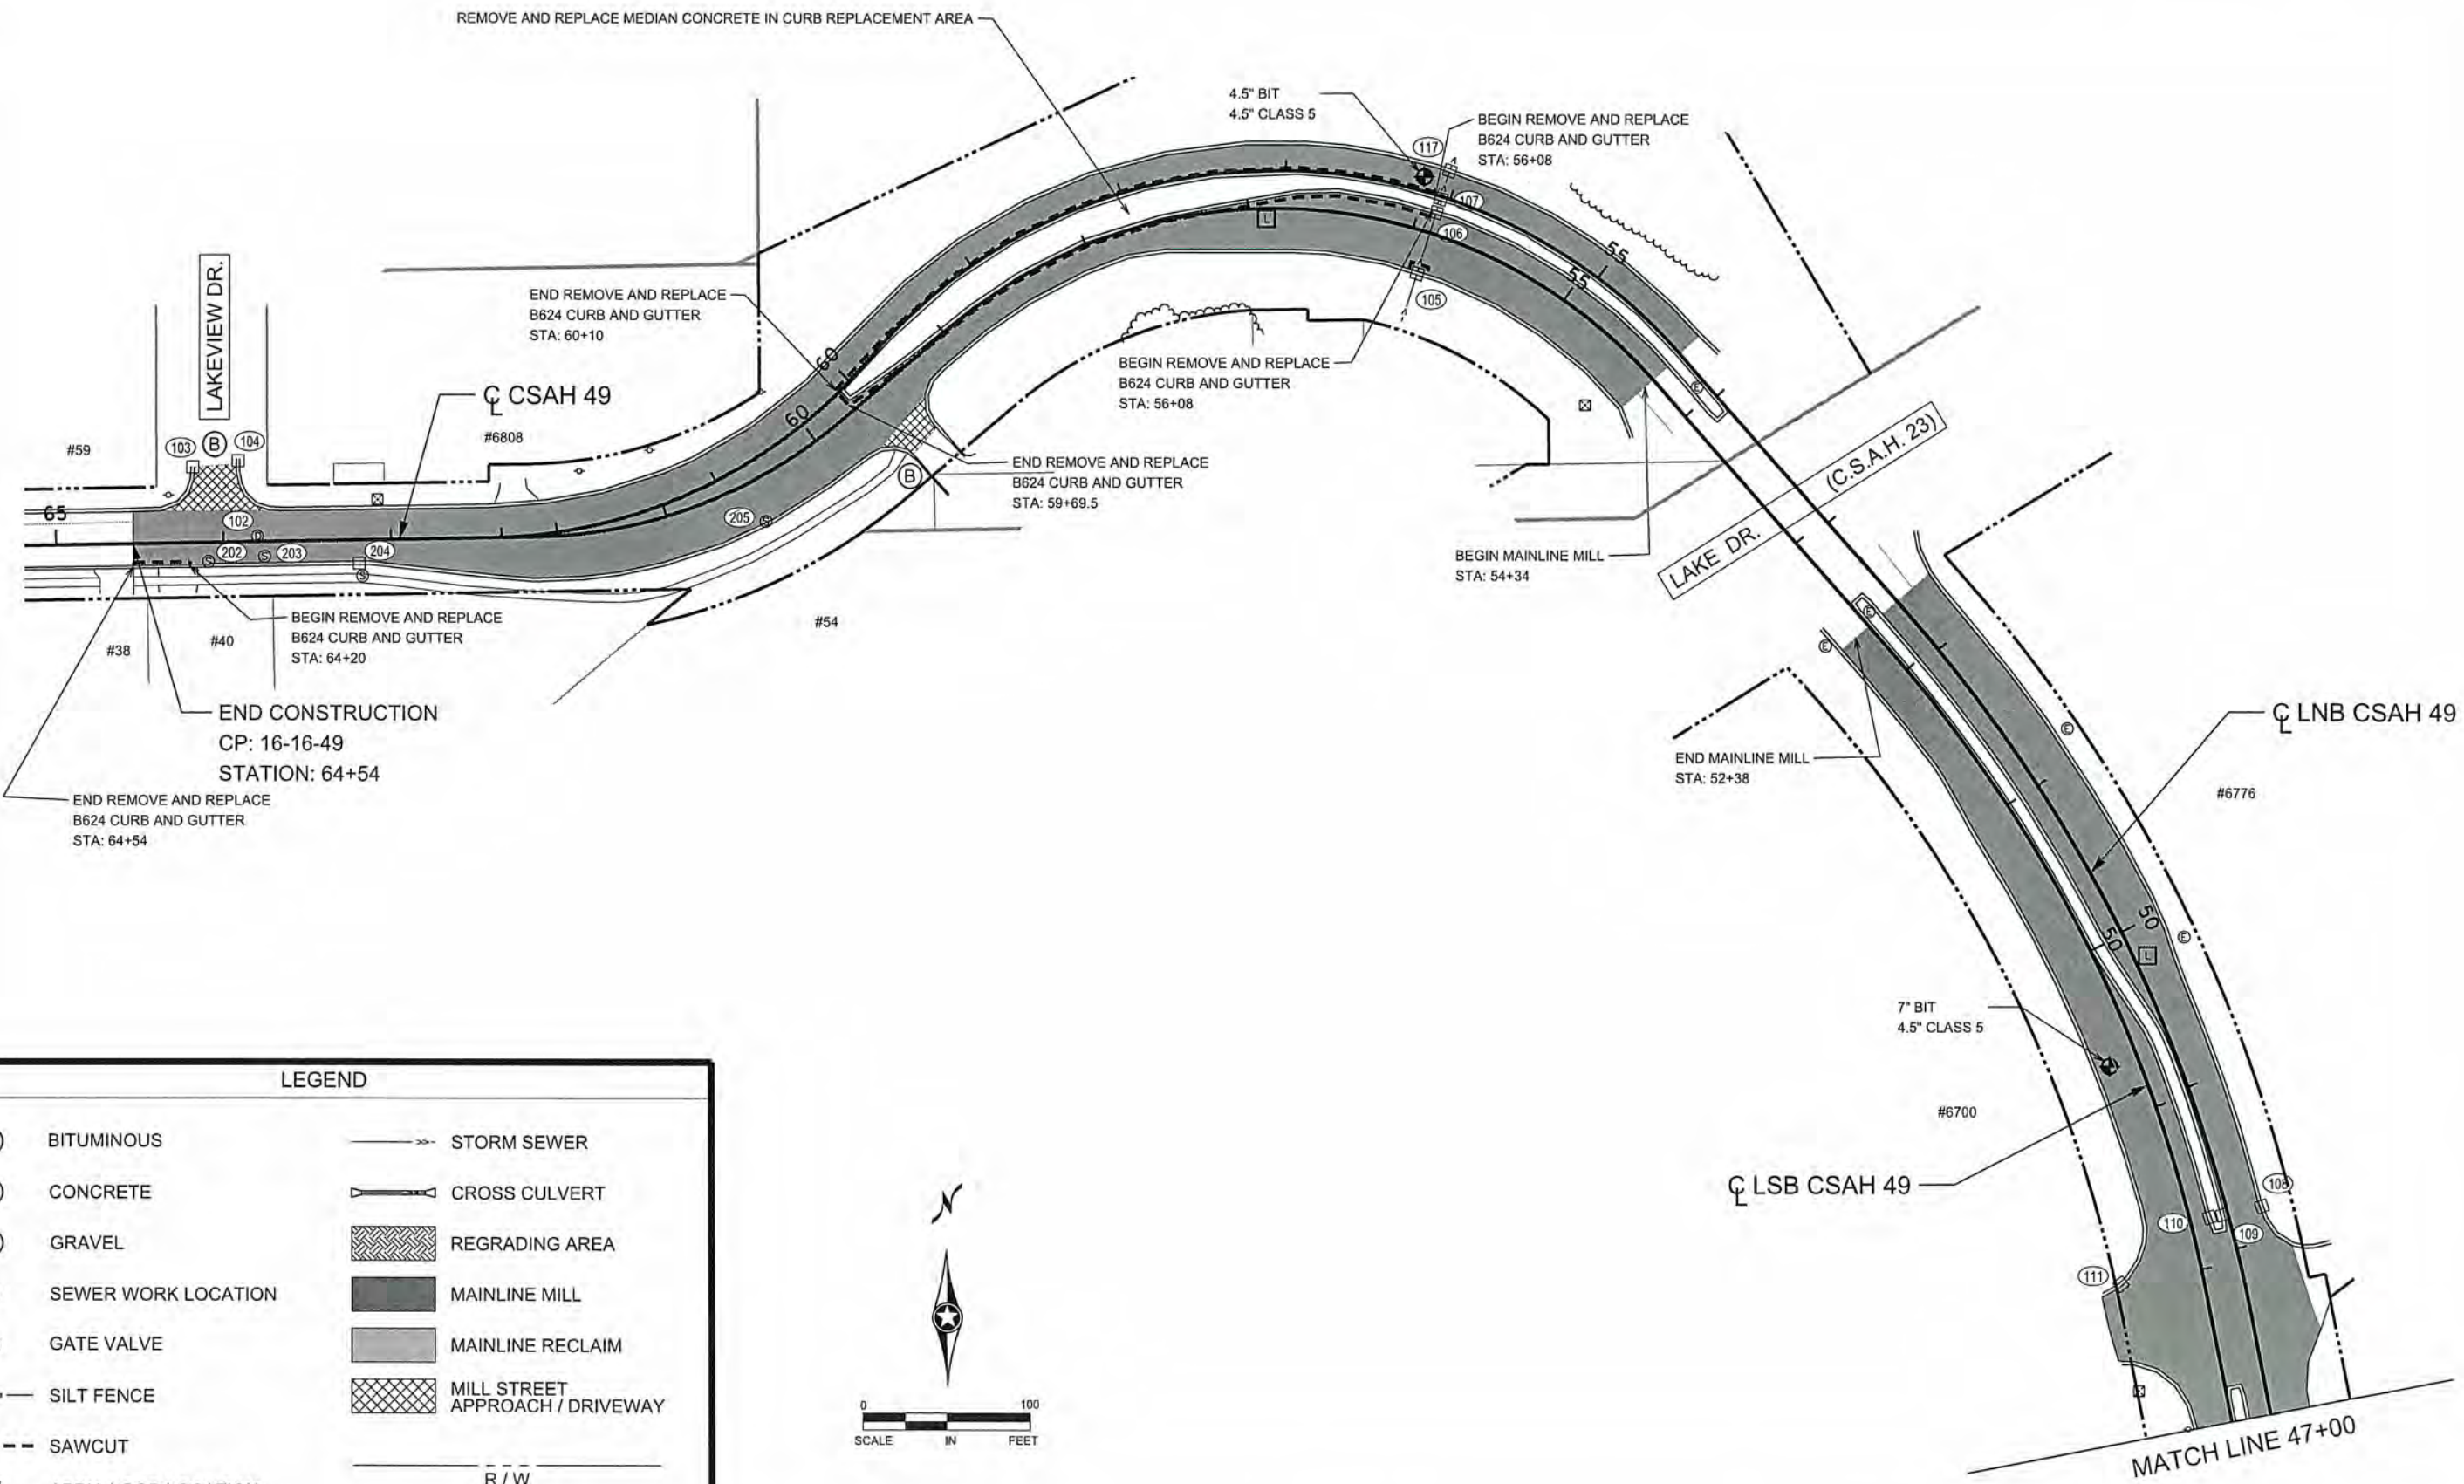 REMOVE AND REPLACE MEDIAN CONCRETE IN CURB REPLACEMENT AREA
4.5" BIT
4.5" CLASS 5
BEGIN REMOVE AND REPLACE
B624 CURB AND GUTTER
STA: 56+08
117
107
106
105
55
55
END REMOVE AND REPLACE
B624 CURB AND GUTTER
STA: 60+10
60
60
BEGIN REMOVE AND REPLACE
B624 CURB AND GUTTER
STA: 56+08
L
LAKEVIEW DR.
℄ CSAH 49
#6808
#59
103
B
104
END REMOVE AND REPLACE
B624 CURB AND GUTTER
STA: 59+69.5
B
65
102
202
203
204
205
D
S
S
S
S
BEGIN MAINLINE MILL
STA: 54+34
LAKE DR.
(C.S.A.H. 23)
E
E
E
E
E
#54
#38
#40
BEGIN REMOVE AND REPLACE
B624 CURB AND GUTTER
STA: 64+20
END CONSTRUCTION
CP: 16-16-49
STATION: 64+54
END REMOVE AND REPLACE
B624 CURB AND GUTTER
STA: 64+54
END MAINLINE MILL
STA: 52+38
℄ LNB CSAH 49
#6776
50
50
L
7" BIT
4.5" CLASS 5
#6700
℄ LSB CSAH 49
108
110
109
111
MATCH LINE 47+00
LEGEND
BITUMINOUS
STORM SEWER
CONCRETE
CROSS CULVERT
GRAVEL
REGRADING AREA
SEWER WORK LOCATION
MAINLINE MILL
GATE VALVE
MAINLINE RECLAIM
SILT FENCE
MILL STREET
APPROACH / DRIVEWAY
SAWCUT
R / W
N
0 100
SCALE IN FEET